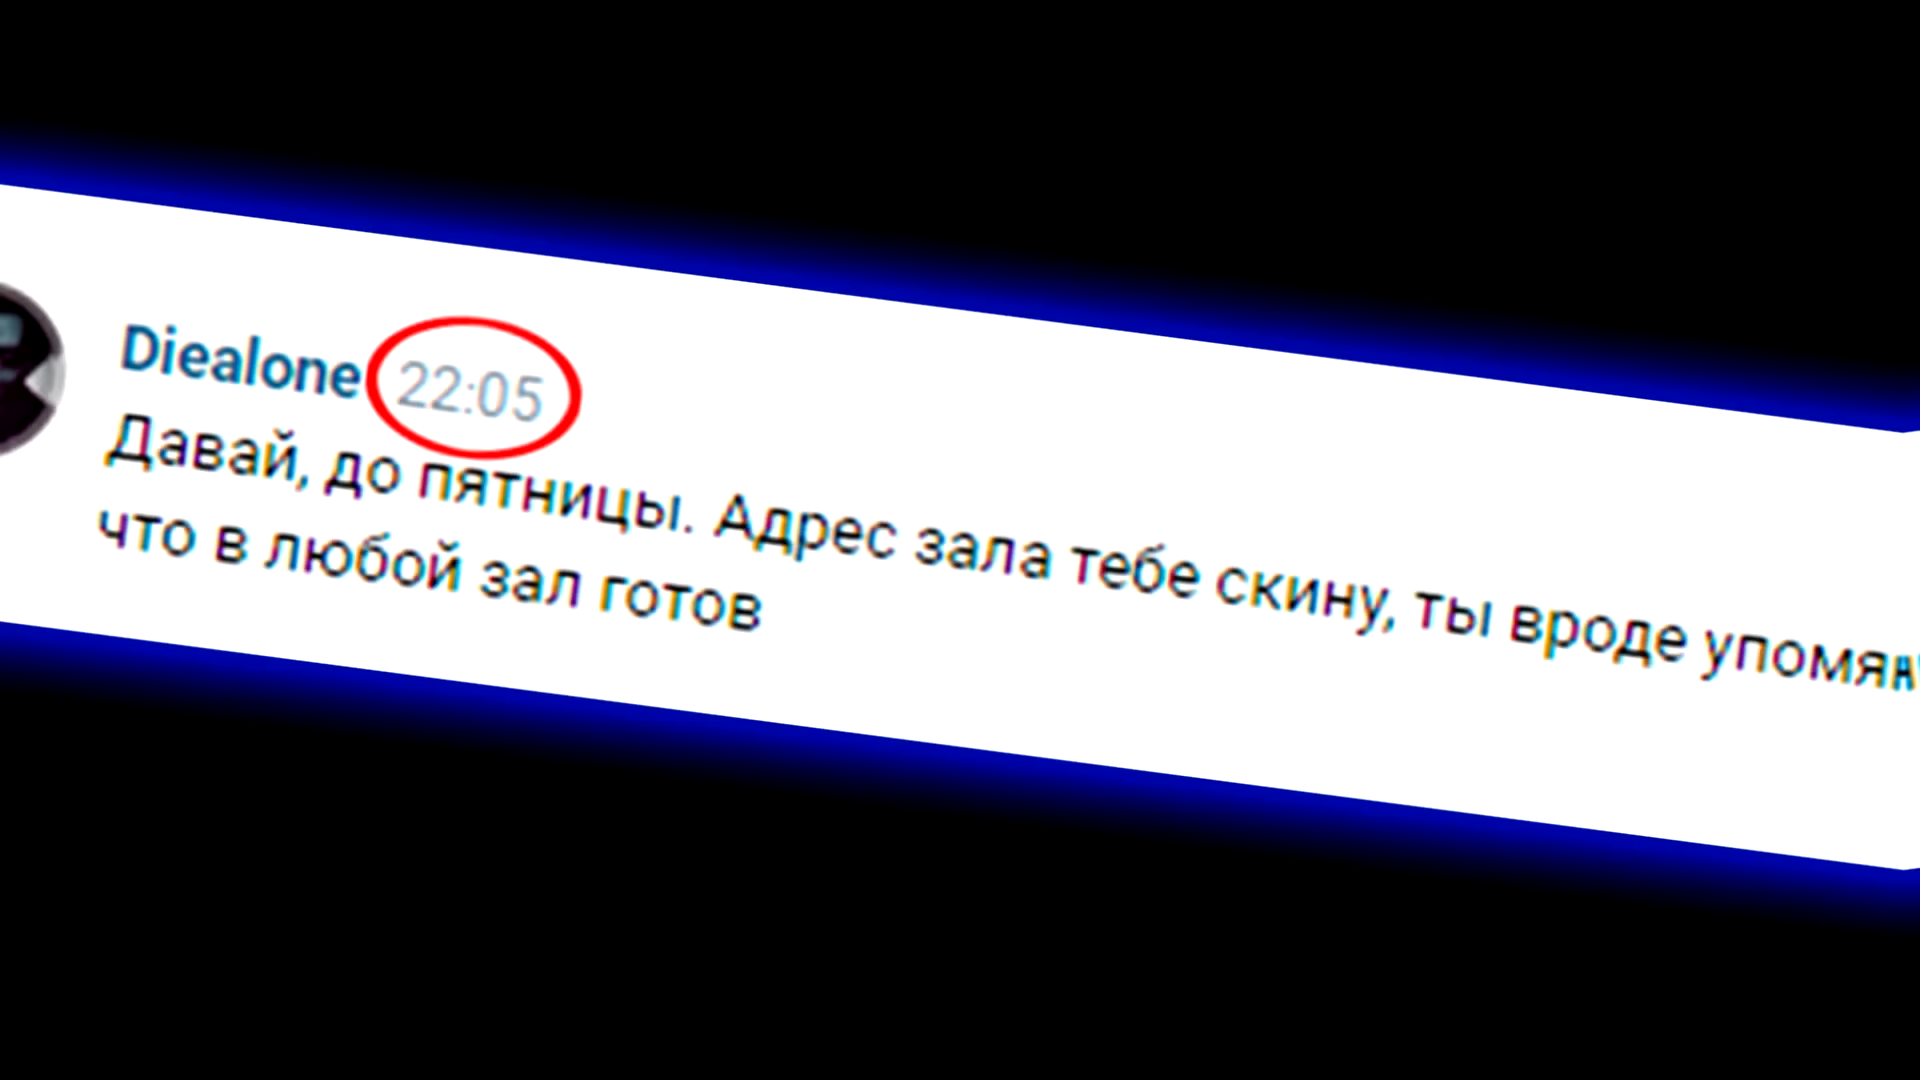 Diealone 22:05
Давай, до пятницы. Адрес зала тебе скину, ты вроде
что в любой зал готов